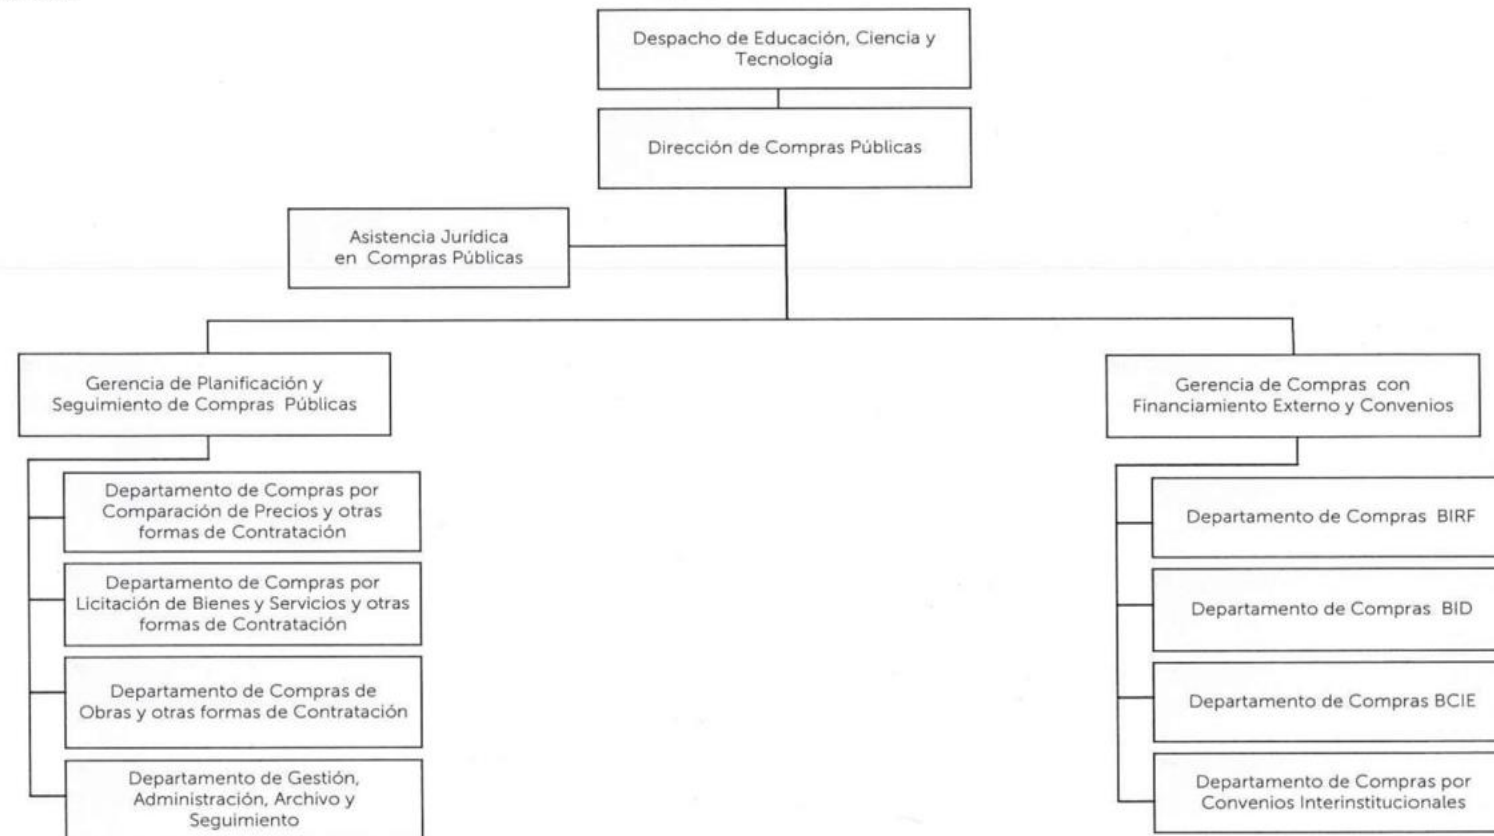 Despacho de Educación, Ciencia y
Tecnología
Dirección de Compras Públicas
Asistencia Jurídica
en Compras Públicas
Gerencia de Planificación y
Seguimiento de Compras Públicas
Departamento de Compras por
Comparación de Precios y otras
formas de Contratación
Departamento de Compras por
Licitación de Bienes y Servicios y otras
formas de Contratación
Departamento de Compras de
Obras y otras formas de Contratación
Departamento de Gestión,
Administración, Archivo y
Seguimiento
Gerencia de Compras con
Financiamiento Externo y Convenios
Departamento de Compras BIRF
Departamento de Compras BID
Departamento de Compras BCIE
Departamento de Compras por
Convenios Interinstitucionales